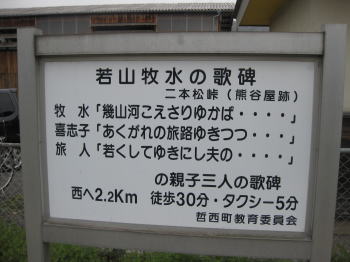 若山牧水の歌碑
二本松峠（熊谷屋跡）
牧　水「幾山河こえさりゆかば・・・・」
喜志子「あくがれの旅路ゆきつつ・・・」
旅　人「若くしてゆきにし夫の・・・・」
の親子三人の歌碑
西へ2.2Km　徒歩30分・タクシー5分
哲西町教育委員会